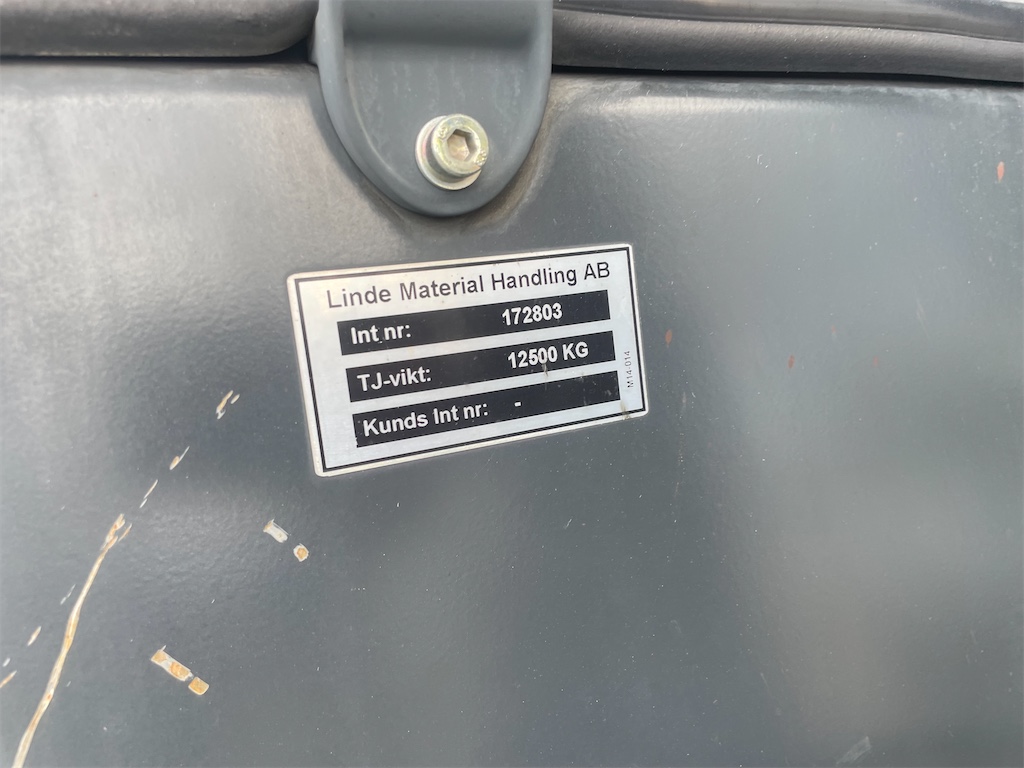 Linde Material Handling AB
Int nr: 172803
TJ-vikt: 12500 KG
Kunds Int nr: -
M14-014